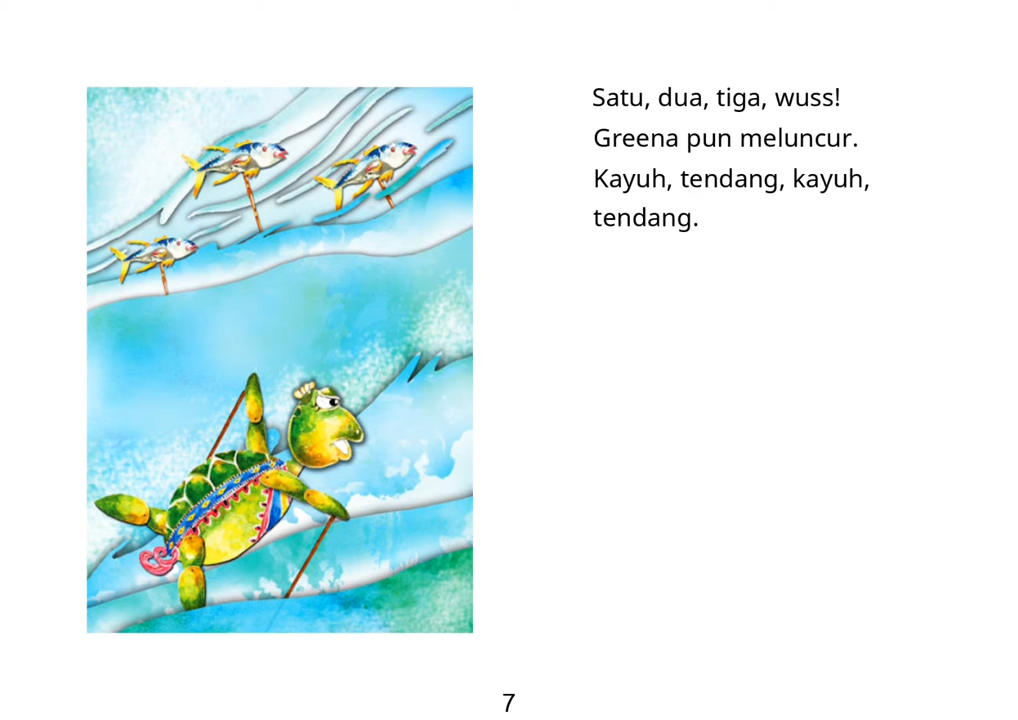 Satu, dua, tiga, wuss!
Greena pun meluncur.
Kayuh, tendang, kayuh,
tendang.
7